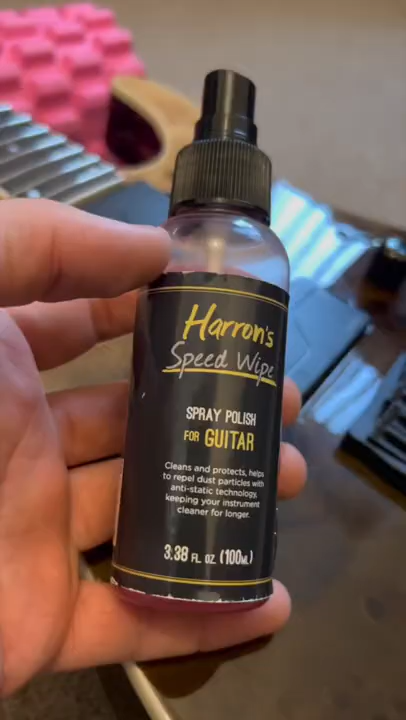 Harron's
Speed Wipe
SPRAY POLISH
FOR GUITAR
Cleans and protects, helps
to repel dust particles with
anti-static technology,
keeping your instrument
cleaner for longer.
3.38 FL OZ (100mL)